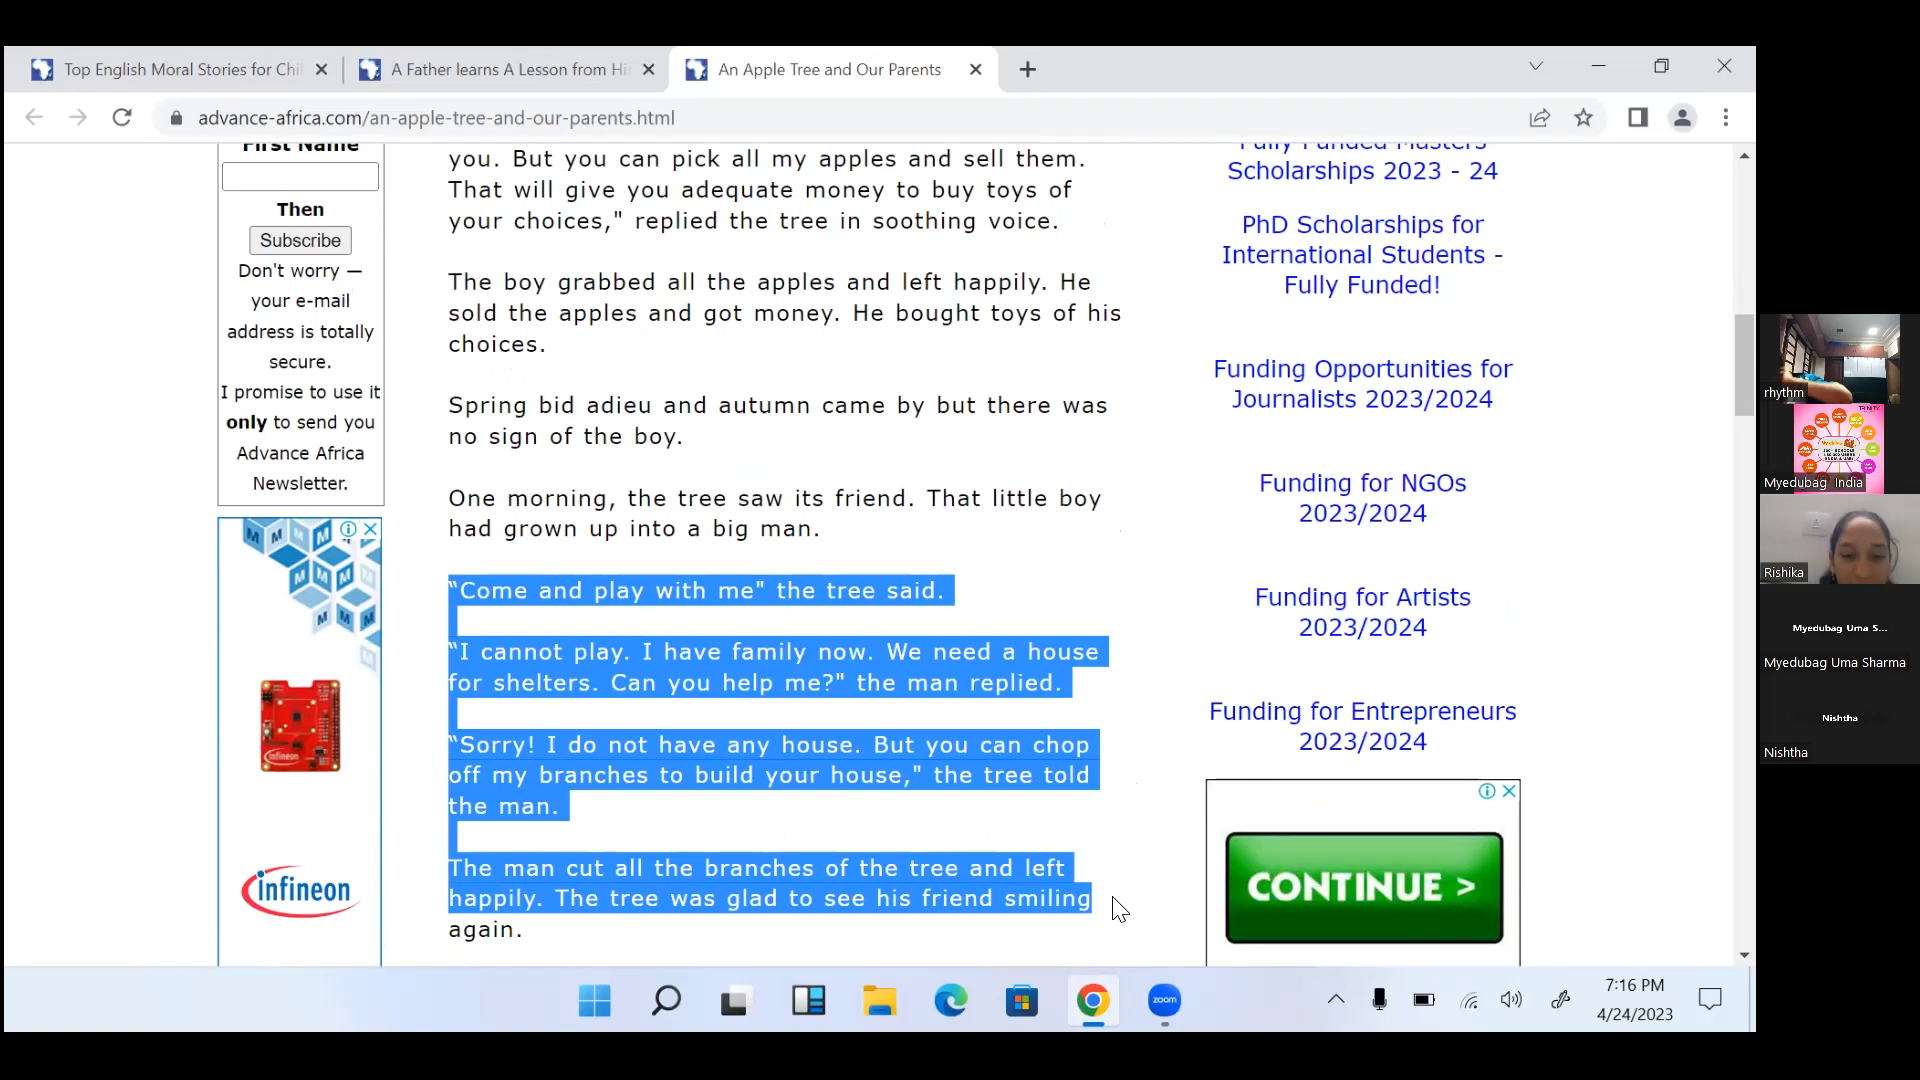 Top English Moral Stories for Chi
A Father learns A Lesson from Hi
An Apple Tree and Our Parents
advance-africa.com/an-apple-tree-and-our-parents.html
First Name
Then
Subscribe
Don't worry —
your e-mail
address is totally
secure.
I promise to use it
only to send you
Advance Africa
Newsletter.
infineon
you. But you can pick all my apples and sell them.
That will give you adequate money to buy toys of
your choices," replied the tree in soothing voice.
The boy grabbed all the apples and left happily. He
sold the apples and got money. He bought toys of his
choices.
Spring bid adieu and autumn came by but there was
no sign of the boy.
One morning, the tree saw its friend. That little boy
had grown up into a big man.
“Come and play with me" the tree said.
“I cannot play. I have family now. We need a house
for shelters. Can you help me?" the man replied.
“Sorry! I do not have any house. But you can chop
off my branches to build your house," the tree told
the man.
The man cut all the branches of the tree and left
happily. The tree was glad to see his friend smiling
again.
Fully Funded Masters
Scholarships 2023 - 24
PhD Scholarships for
International Students -
Fully Funded!
Funding Opportunities for
Journalists 2023/2024
Funding for NGOs
2023/2024
Funding for Artists
2023/2024
Funding for Entrepreneurs
2023/2024
CONTINUE >
rhythm
TRINITY
Myedubag India
Rishika
Myedubag Uma S...
Myedubag Uma Sharma
Nishtha
Nishtha
zoom
7:16 PM
4/24/2023